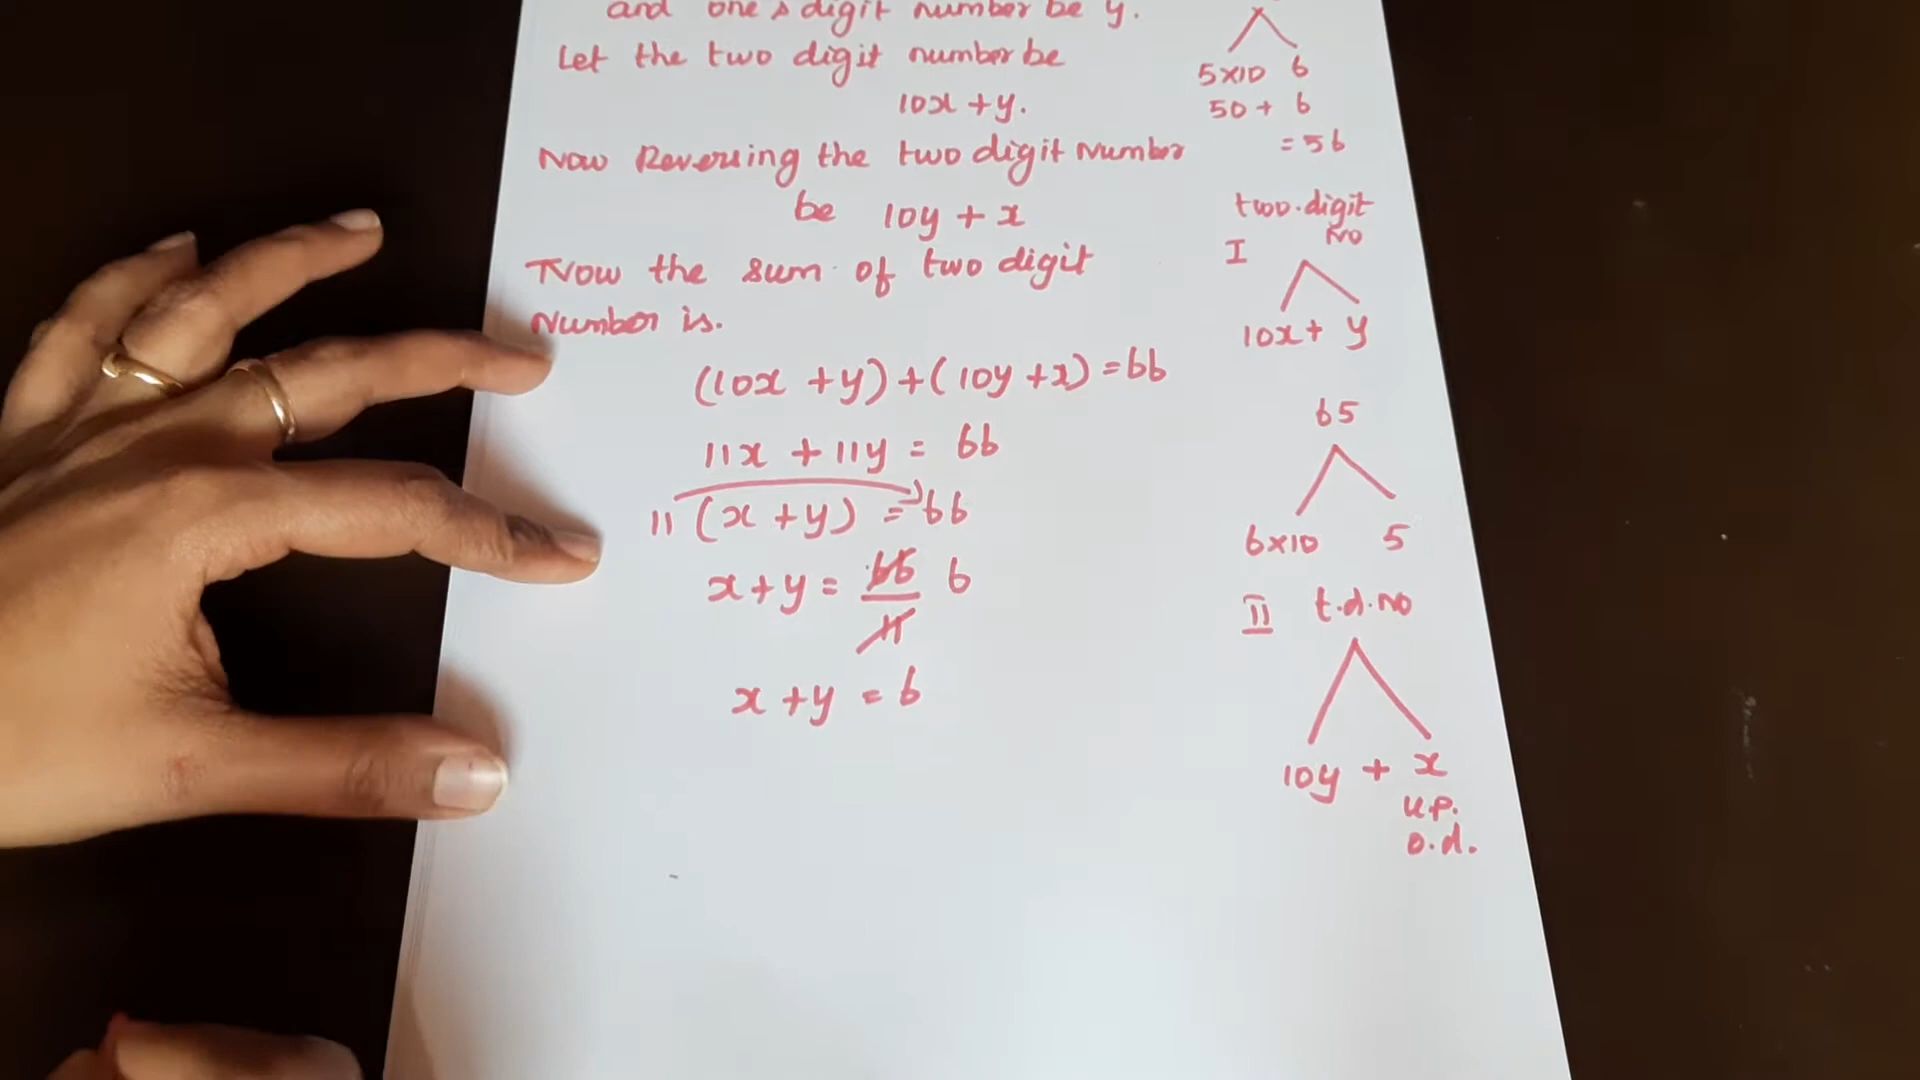 and one's digit number be y.
Let the two digit number be
10x + y.
Now Reversing the two digit Number
be 10y + x
Now the sum of two digit
Number is.
(10x + y) + (10y + x) = 66
11x + 11y = 66
11 (x + y) = 66
x + y = 66/11 6
x + y = 6
5x10 6
50 + 6
= 56
two.digit
No
I
10x + y
65
6x10 5
II t.d.No
10y + x
u.p.
o.d.